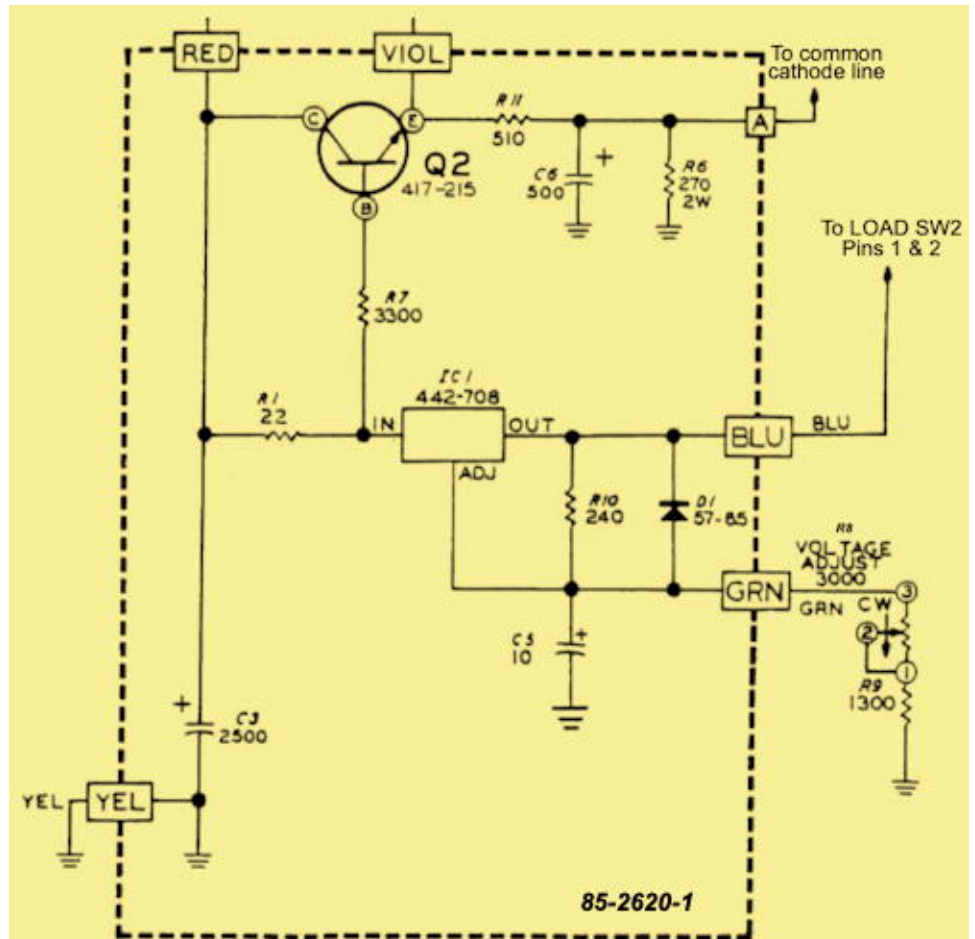 RED
VIOL
To common
cathode line
C
E
R11
510
A
Q2
417-215
B
C6
500
+
R6
270
2W
To LOAD SW2
Pins 1 & 2
R7
3300
IC1
442-708
R1
22
IN
OUT
ADJ
BLU
BLU
R10
240
D1
57-65
R8
VOLTAGE
ADJUST
3000
GRN
GRN
CW
3
2
1
C5
10
+
R9
1300
+
C3
2500
YEL
YEL
85-2620-1